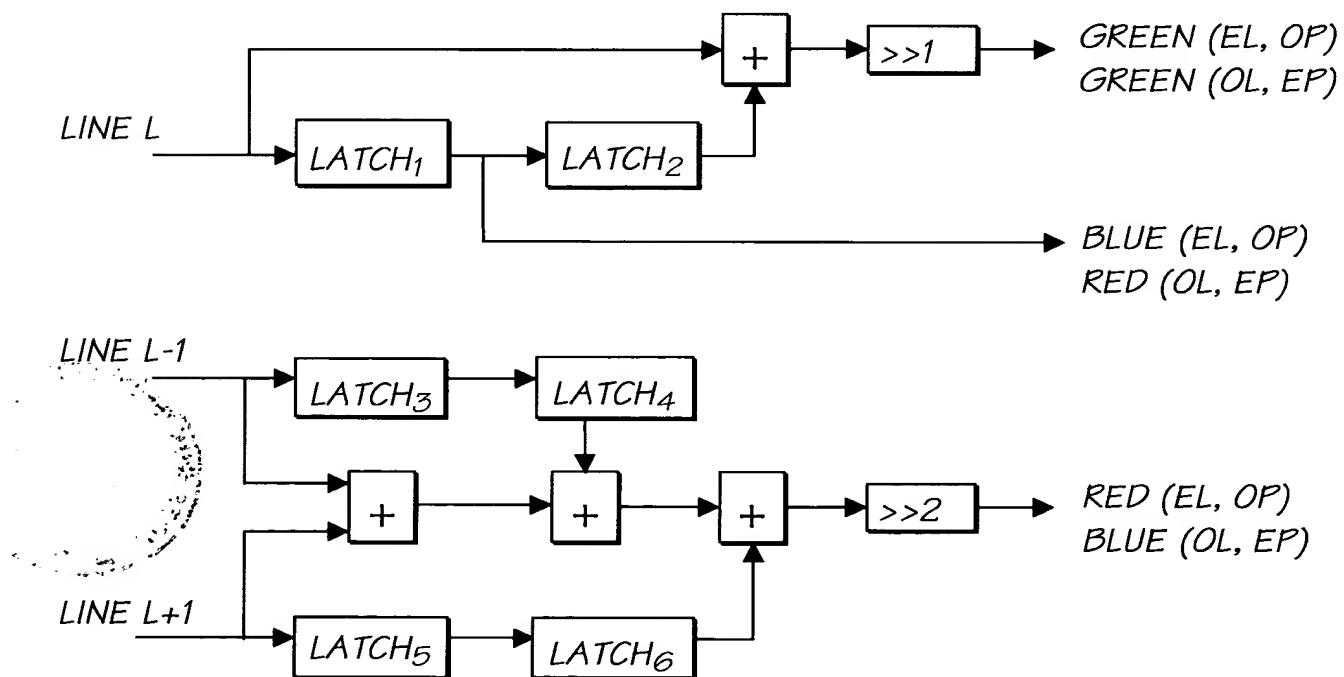 GREEN (EL, OP)
+
>>1
GREEN (OL, EP)
LINE L
LATCH₁
LATCH₂
BLUE (EL, OP)
RED (OL, EP)
LINE L-1
LATCH₃
LATCH₄
+
+
+
>>2
RED (EL, OP)
BLUE (OL, EP)
LINE L+1
LATCH₅
LATCH₆